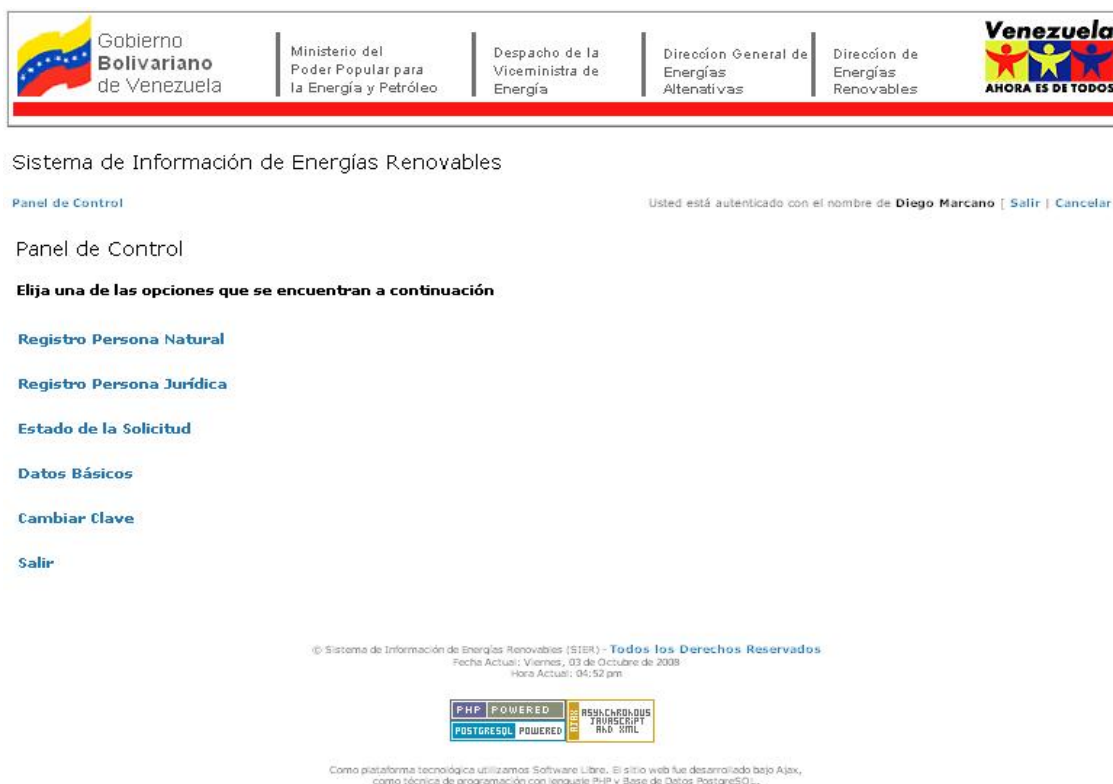 Gobierno
Bolivariano
de Venezuela
Ministerio del
Poder Popular para
la Energía y Petróleo
Despacho de la
Viceministra de
Energía
Direccíon General de
Energías
Altenativas
Direccíon de
Energías
Renovables
Venezuela
AHORA ES DE TODOS
Sistema de Información de Energías Renovables
Panel de Control
Usted está autenticado con el nombre de Diego Marcano [ Salir | Cancelar
Panel de Control
Elija una de las opciones que se encuentran a continuación
Registro Persona Natural
Registro Persona Jurídica
Estado de la Solicitud
Datos Básicos
Cambiar Clave
Salir
© Sistema de Información de Energías Renovables (SIER) - Todos los Derechos Reservados
Fecha Actual: Viernes, 03 de Octubre de 2008
Hora Actual: 04:52 pm
PHP POWERED
POSTGRESQL POWERED
AJAX ASYNCHRONOUS JAVASCRIPT AND XML
Como plataforma tecnológica utilizamos Software Libre. El sitio web fue desarrollado bajo Ajax,
como técnica de programación con lenguaje PHP y Base de Datos PostgreSQL.